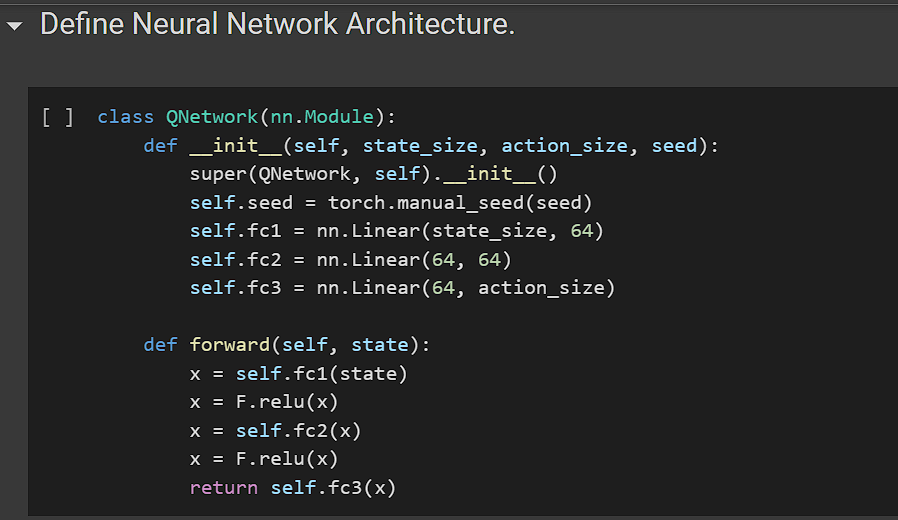 Define Neural Network Architecture.
[ ] class QNetwork(nn.Module):
    def __init__(self, state_size, action_size, seed):
        super(QNetwork, self).__init__()
        self.seed = torch.manual_seed(seed)
        self.fc1 = nn.Linear(state_size, 64)
        self.fc2 = nn.Linear(64, 64)
        self.fc3 = nn.Linear(64, action_size)

    def forward(self, state):
        x = self.fc1(state)
        x = F.relu(x)
        x = self.fc2(x)
        x = F.relu(x)
        return self.fc3(x)